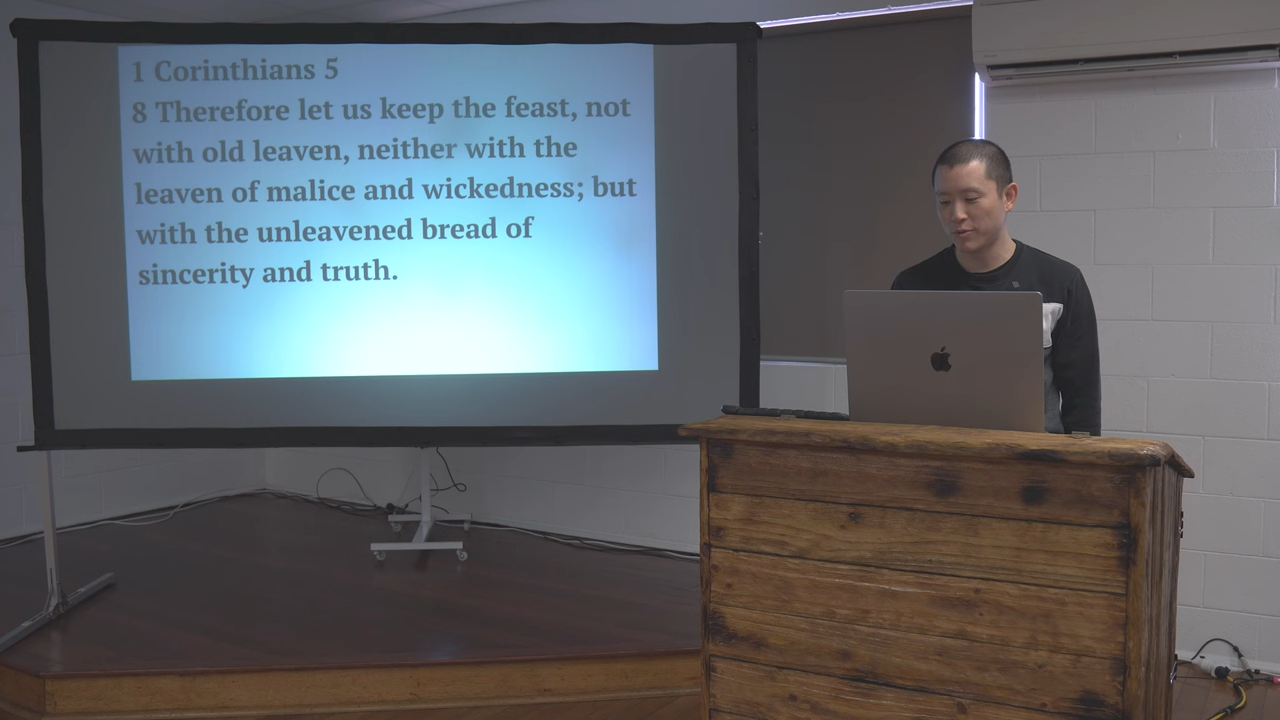 1 Corinthians 5
8 Therefore let us keep the feast, not
with old leaven, neither with the
leaven of malice and wickedness; but
with the unleavened bread of
sincerity and truth.